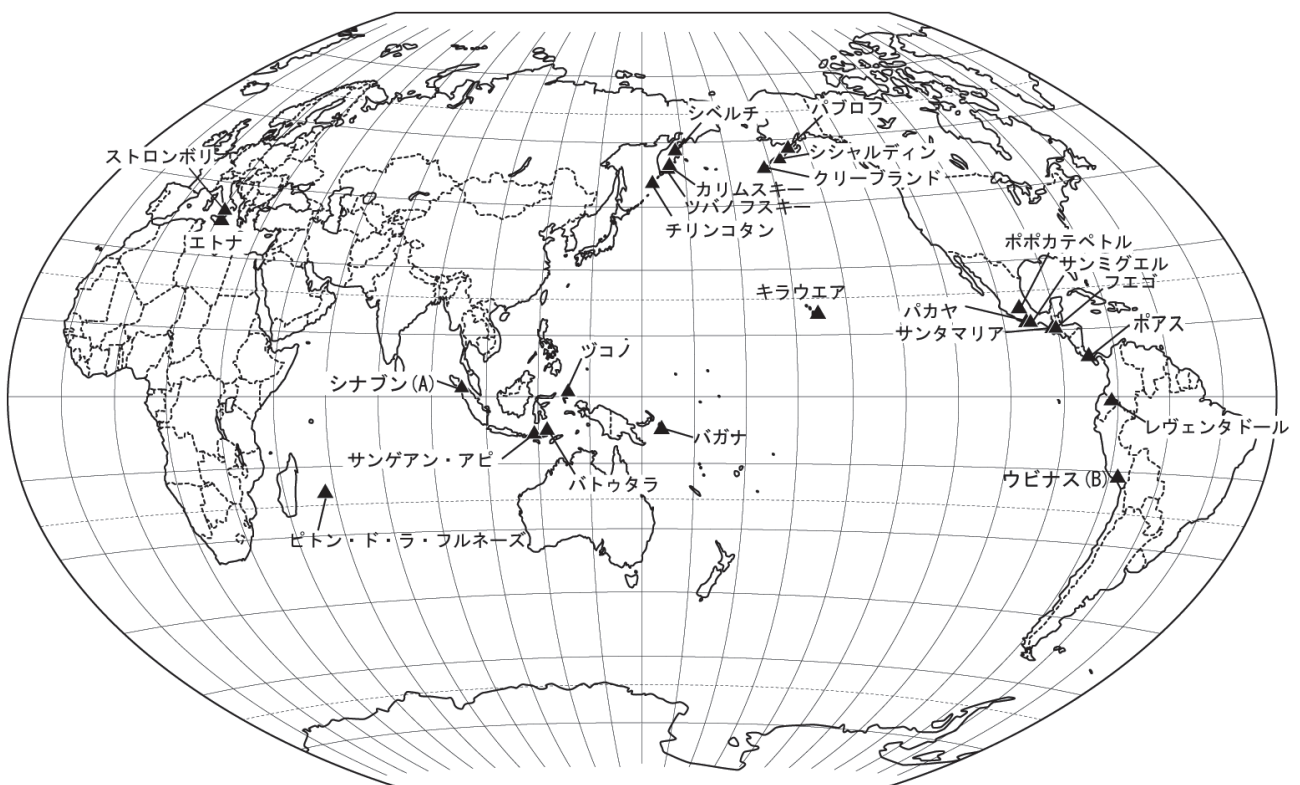 シベルチ
パブロフ
ストロンボリー
シシャルディン
クリーブランド
カリムスキー
ソバノフスキー
チリンコタン
エトナ
ポポカテペトル
サンミグエル
フエゴ
キラウエア
パカヤ
サンタマリア
ポアス
ヅコノ
シナブン(A)
レヴェンタドール
バガナ
サンゲアン・アピ
バトゥタラ
ウビナス(B)
ピトン・ド・ラ・フルネーズ